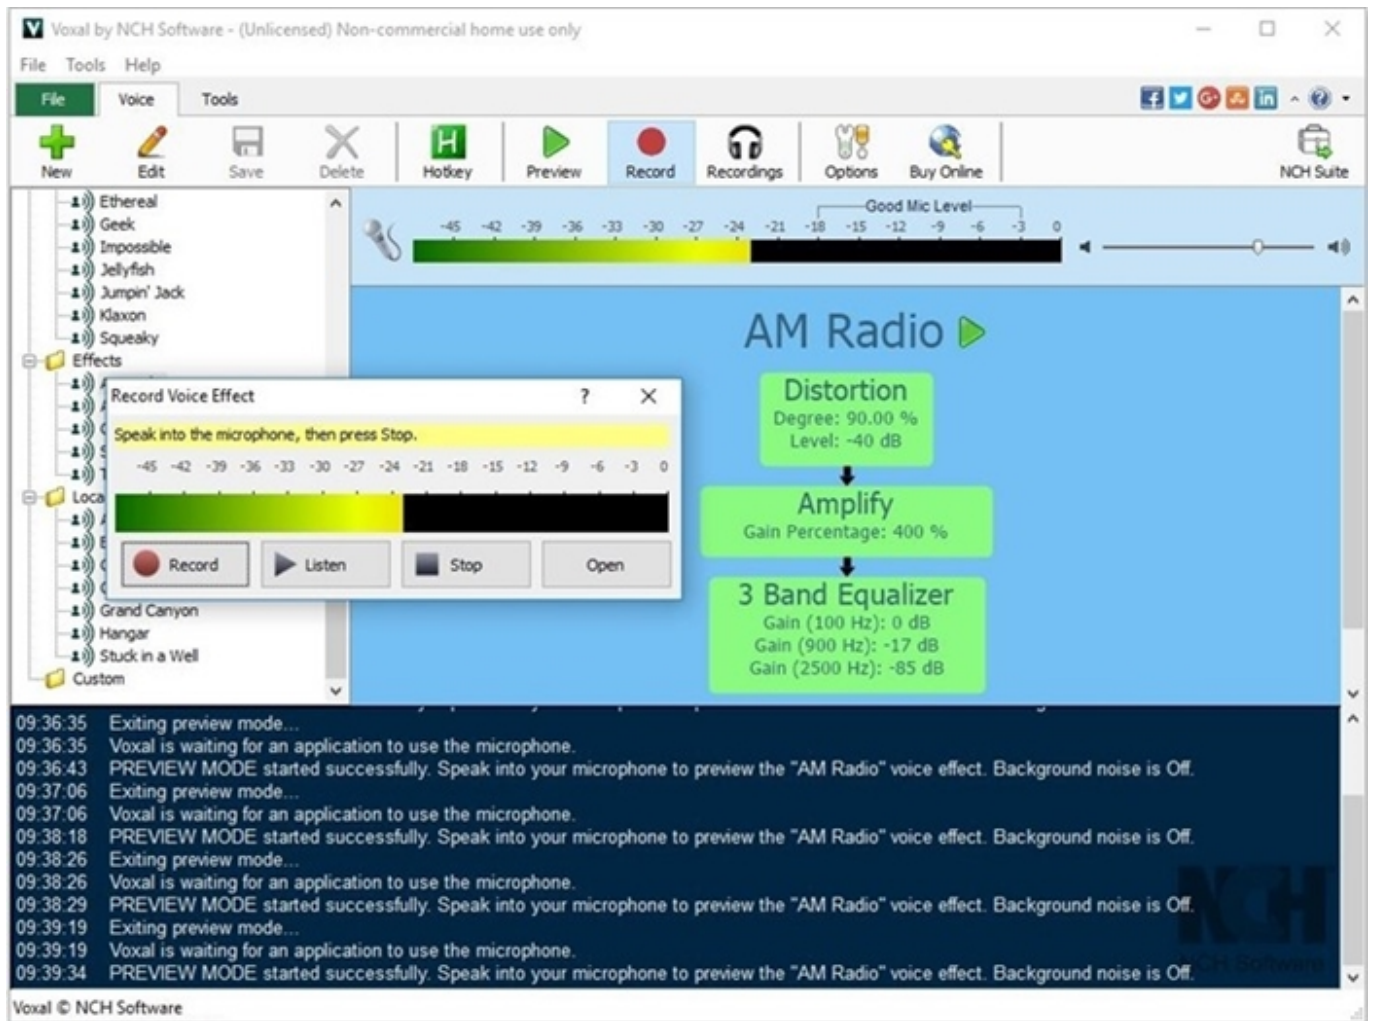 Voxal by NCH Software - (Unlicensed) Non-commercial home use only
File Tools Help
File Voice Tools
New Edit Save Delete Hotkey Preview Record Recordings Options Buy Online NCH Suite
Ethereal
Geek
Impossible
Jellyfish
Jumpin' Jack
Klaxon
Squeaky
Effects
Good Mic Level
-45 -42 -39 -36 -33 -30 -27 -24 -21 -18 -15 -12 -9 -6 -3 0
AM Radio
Distortion
Degree: 90.00 %
Level: -40 dB
Amplify
Gain Percentage: 400 %
3 Band Equalizer
Gain (100 Hz): 0 dB
Gain (900 Hz): -17 dB
Gain (2500 Hz): -85 dB
Record Voice Effect ?
Speak into the microphone, then press Stop.
-45 -42 -39 -36 -33 -30 -27 -24 -21 -18 -15 -12 -9 -6 -3 0
Record Listen Stop Open
Grand Canyon
Hangar
Stuck in a Well
Custom
09:36:35 Exiting preview mode...
09:36:35 Voxal is waiting for an application to use the microphone.
09:36:43 PREVIEW MODE started successfully. Speak into your microphone to preview the "AM Radio" voice effect. Background noise is Off.
09:37:06 Exiting preview mode...
09:37:06 Voxal is waiting for an application to use the microphone.
09:38:18 PREVIEW MODE started successfully. Speak into your microphone to preview the "AM Radio" voice effect. Background noise is Off.
09:38:26 Exiting preview mode...
09:38:26 Voxal is waiting for an application to use the microphone.
09:38:29 PREVIEW MODE started successfully. Speak into your microphone to preview the "AM Radio" voice effect. Background noise is Off.
09:39:19 Exiting preview mode...
09:39:19 Voxal is waiting for an application to use the microphone.
09:39:34 PREVIEW MODE started successfully. Speak into your microphone to preview the "AM Radio" voice effect. Background noise is Off.
NCH
NCH Software
Voxal © NCH Software